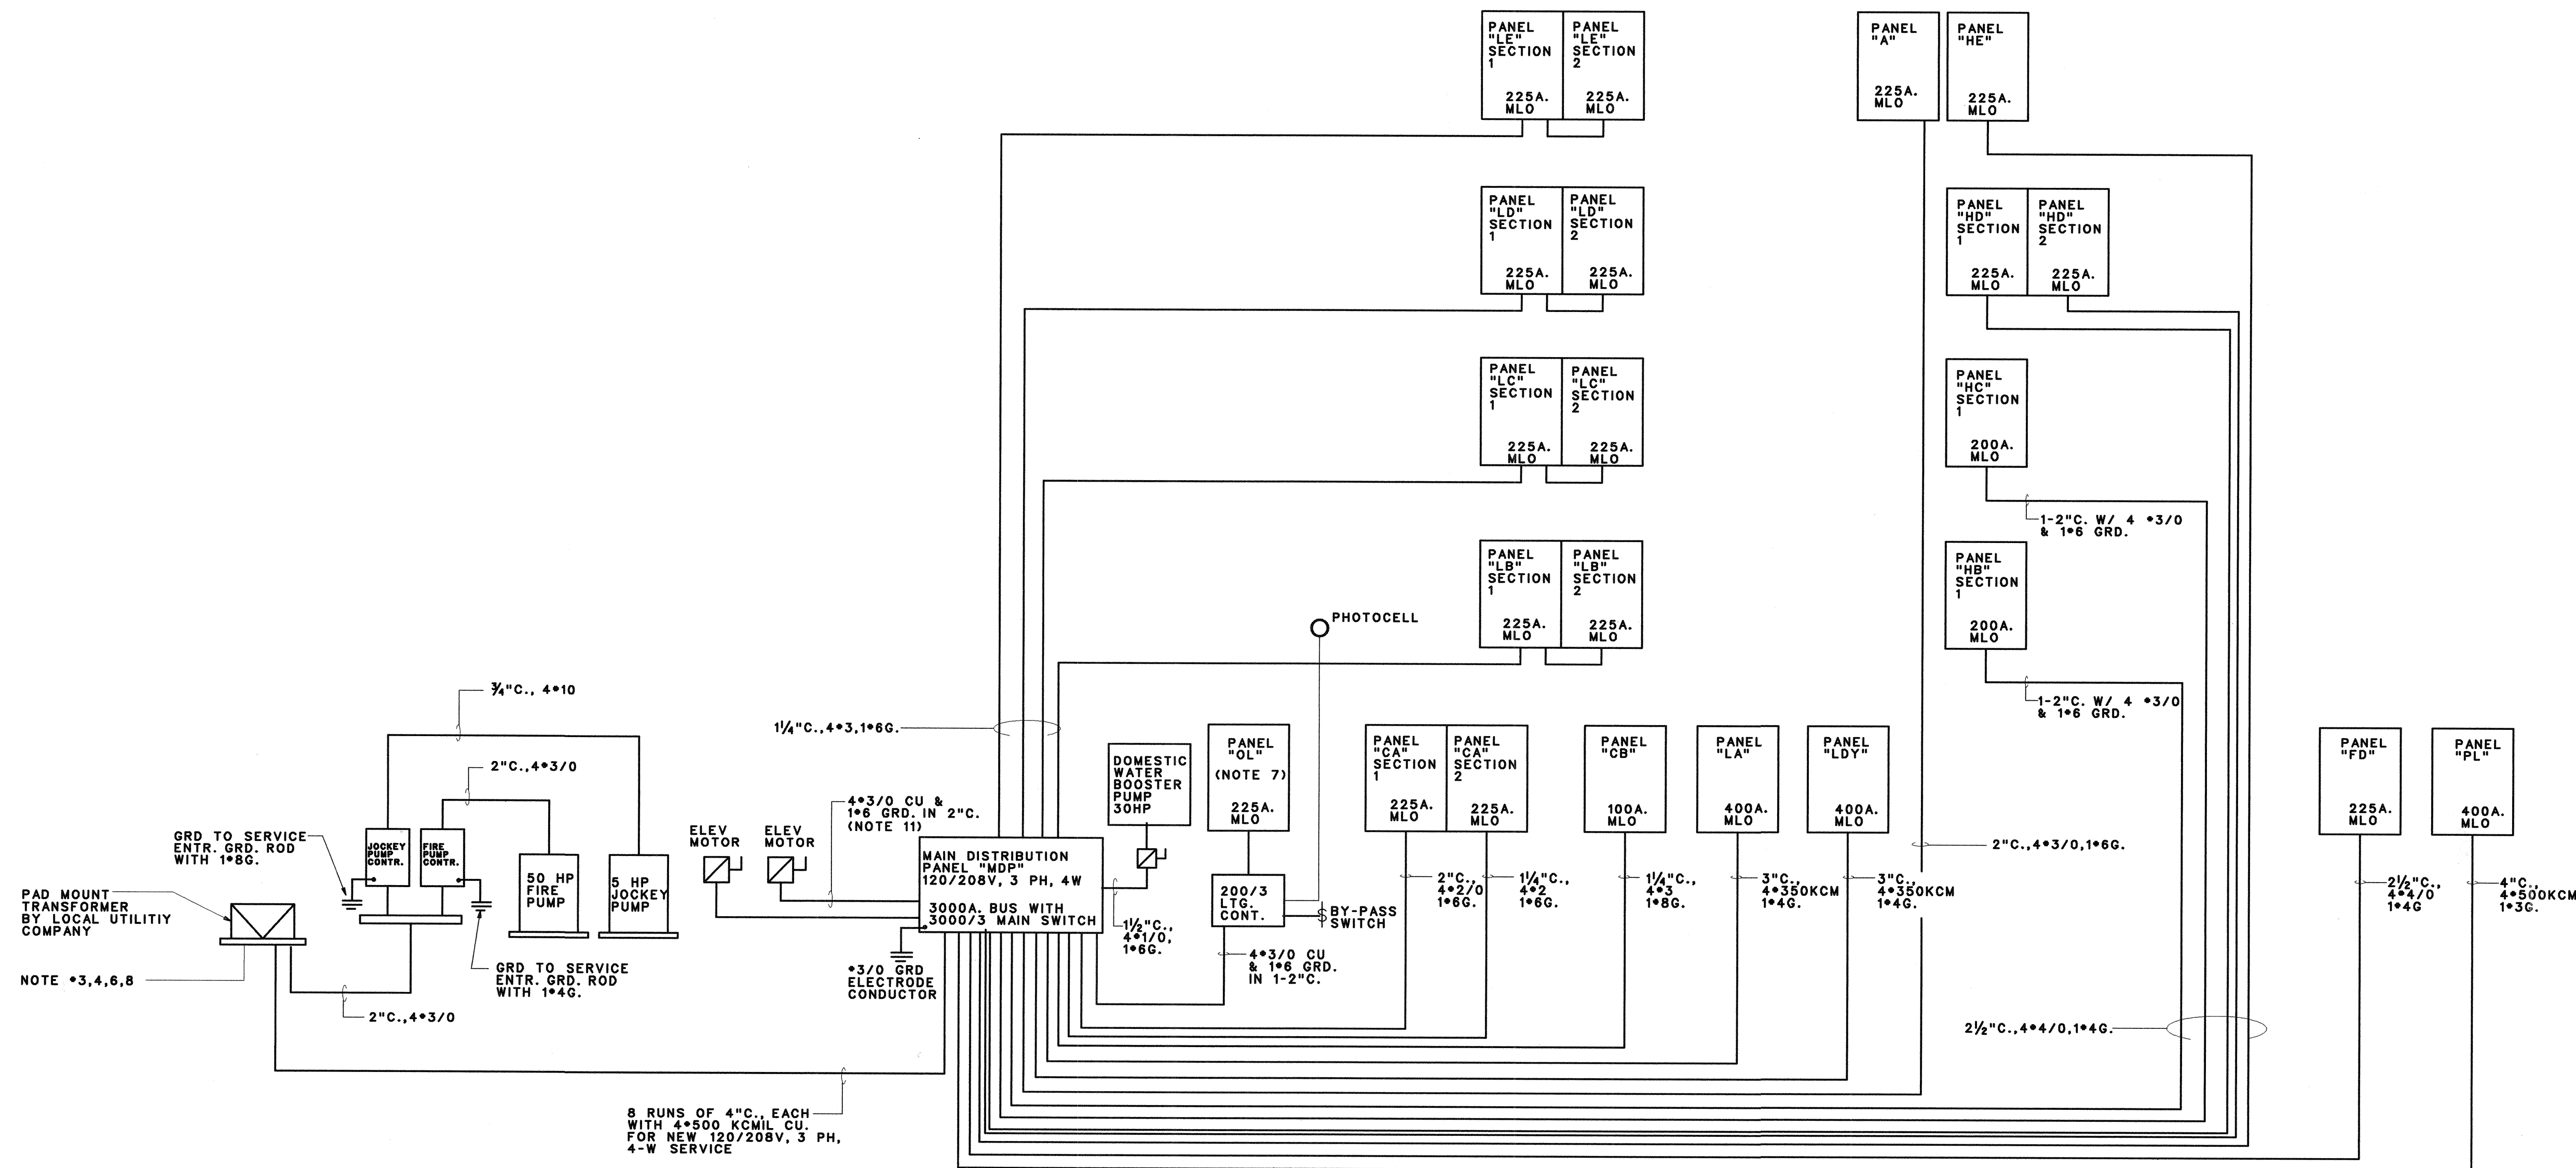 PANEL
"LE"
SECTION
1
225A.
MLO
PANEL
"LE"
SECTION
2
225A.
MLO
PANEL
"A"
225A.
MLO
PANEL
"HE"
225A.
MLO
PANEL
"LD"
SECTION
1
225A.
MLO
PANEL
"LD"
SECTION
2
225A.
MLO
PANEL
"HD"
SECTION
1
225A.
MLO
PANEL
"HD"
SECTION
2
225A.
MLO
PANEL
"LC"
SECTION
1
225A.
MLO
PANEL
"LC"
SECTION
2
225A.
MLO
PANEL
"HC"
SECTION
1
200A.
MLO
1-2"C. W/ 4 #3/0
& 1#6 GRD.
PANEL
"LB"
SECTION
1
225A.
MLO
PANEL
"LB"
SECTION
2
225A.
MLO
PANEL
"HB"
SECTION
1
200A.
MLO
1-2"C. W/ 4 #3/0
& 1#6 GRD.
PHOTOCELL
¾"C., 4#10
2"C.,4#3/0
1¼"C.,4#3,1#6G.
4#3/0 CU &
1#6 GRD. IN 2"C.
(NOTE 11)
GRD TO SERVICE
ENTR. GRD. ROD
WITH 1#8G.
JOCKEY
PUMP
CONTR.
FIRE
PUMP
CONTR.
50 HP
FIRE
PUMP
5 HP
JOCKEY
PUMP
ELEV
MOTOR
ELEV
MOTOR
MAIN DISTRIBUTION
PANEL "MDP"
120/208V, 3 PH, 4W
3000A. BUS WITH
3000/3 MAIN SWITCH
DOMESTIC
WATER
BOOSTER
PUMP
30HP
1½"C.,
4#1/0,
1#6G.
PANEL
"OL"
(NOTE 7)
225A.
MLO
200/3
LTG.
CONT.
BY-PASS
SWITCH
4#3/0 CU
& 1#6 GRD.
IN 1-2"C.
PANEL
"CA"
SECTION
1
225A.
MLO
PANEL
"CA"
SECTION
2
225A.
MLO
2"C.,
4#2/0
1#6G.
1¼"C.,
4#2
1#6G.
PANEL
"CB"
100A.
MLO
1¼"C.,
4#3
1#8G.
PANEL
"LA"
400A.
MLO
3"C.,
4#350KCM
1#4G.
PANEL
"LDY"
400A.
MLO
3"C.,
4#350KCM
1#4G.
2"C.,4#3/0,1#6G.
PANEL
"FD"
225A.
MLO
2½"C.,
4#4/0
1#4G
PANEL
"PL"
400A.
MLO
4"C.,
4#500KCM
1#3G.
PAD MOUNT
TRANSFORMER
BY LOCAL UTILITIY
COMPANY
NOTE #3,4,6,8
2"C.,4#3/0
GRD TO SERVICE
ENTR. GRD. ROD
WITH 1#4G.
#3/0 GRD
ELECTRODE
CONDUCTOR
2½"C.,4#4/0,1#4G.
8 RUNS OF 4"C., EACH
WITH 4#500 KCMIL CU.
FOR NEW 120/208V, 3 PH,
4-W SERVICE